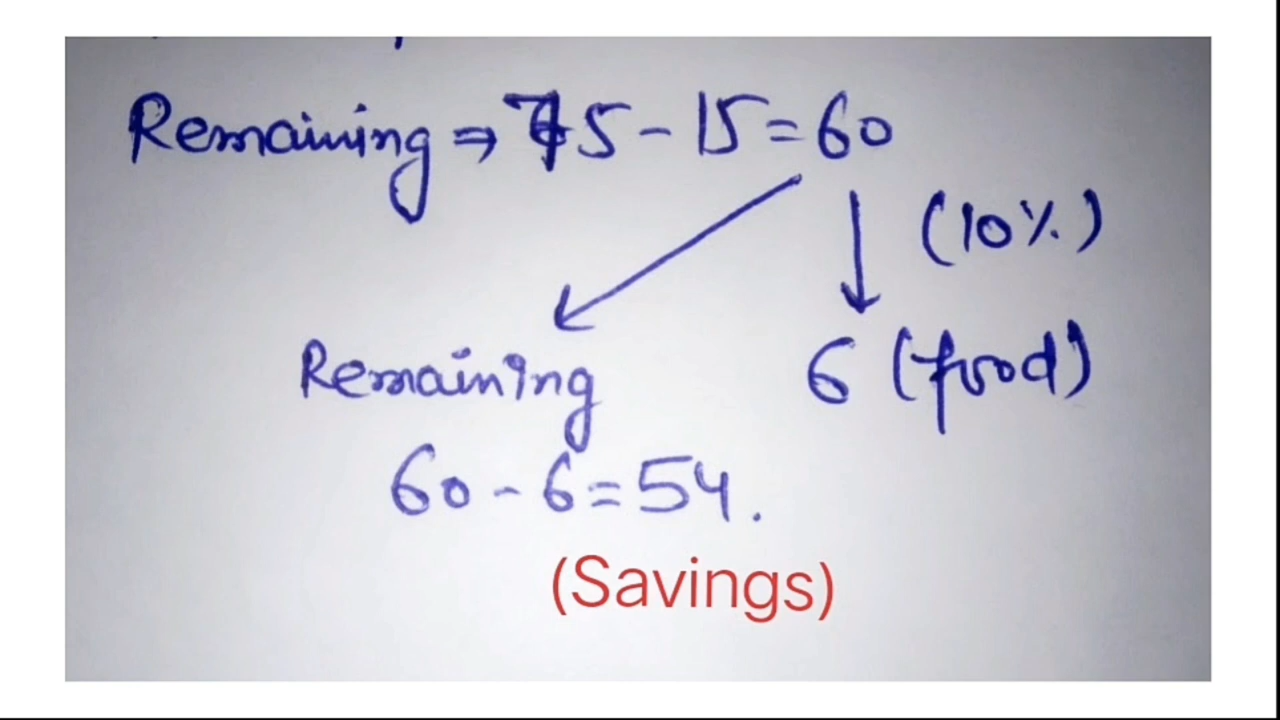 Remaining ⇒ 75 - 15 = 60
(10%)
Remaining
6 (food)
60 - 6 = 54.
(Savings)